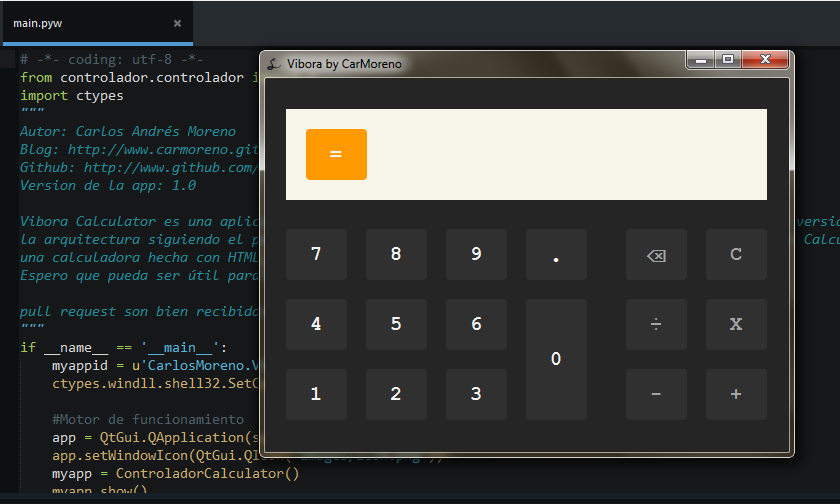 main.pyw ×
# -*- coding: utf-8 -*-
from controlador.controlador i
import ctypes
"""
Autor: Carlos Andrés Moreno
Blog: http://www.carmoreno.git
Github: http://www.github.com/
Version de la app: 1.0
Vibora Calculator es una aplic versio
la arquitectura siguiendo el p Calcu
una calculadora hecha con HTML
Espero que pueda ser útil para
pull request son bien recibido
"""
if __name__ == '__main__':
myappid = u'CarlosMoreno.V
ctypes.windll.shell32.SetC
#Motor de funcionamiento
app = QtGui.QApplication(s
app.setWindowIcon(QtGui.QI
myapp = ControladorCalculator()
myapp.show()
Vibora by CarMoreno
=
7 8 9 . ⌫ C
4 5 6 ÷ X
0
1 2 3 - +